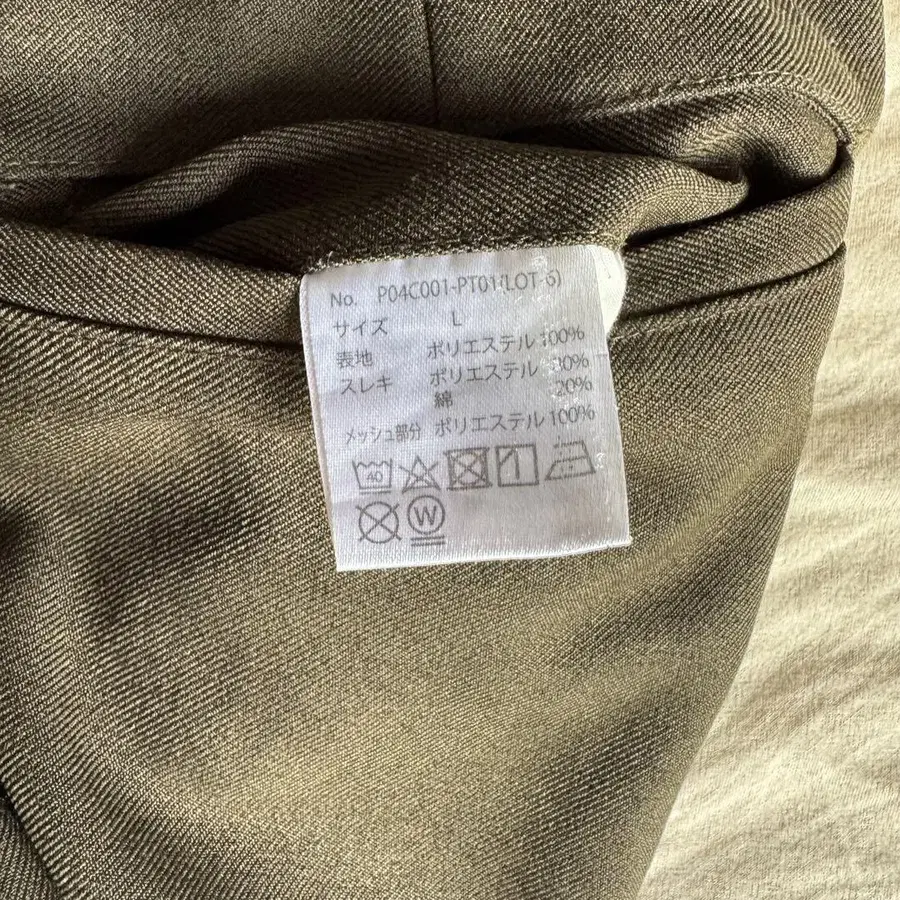 No. P04C001-PT01(LOT-6)
サイズ L
表地 ポリエステル 100%
スレキ ポリエステル 80%
綿 20%
メッシュ部分 ポリエステル 100%
40
W